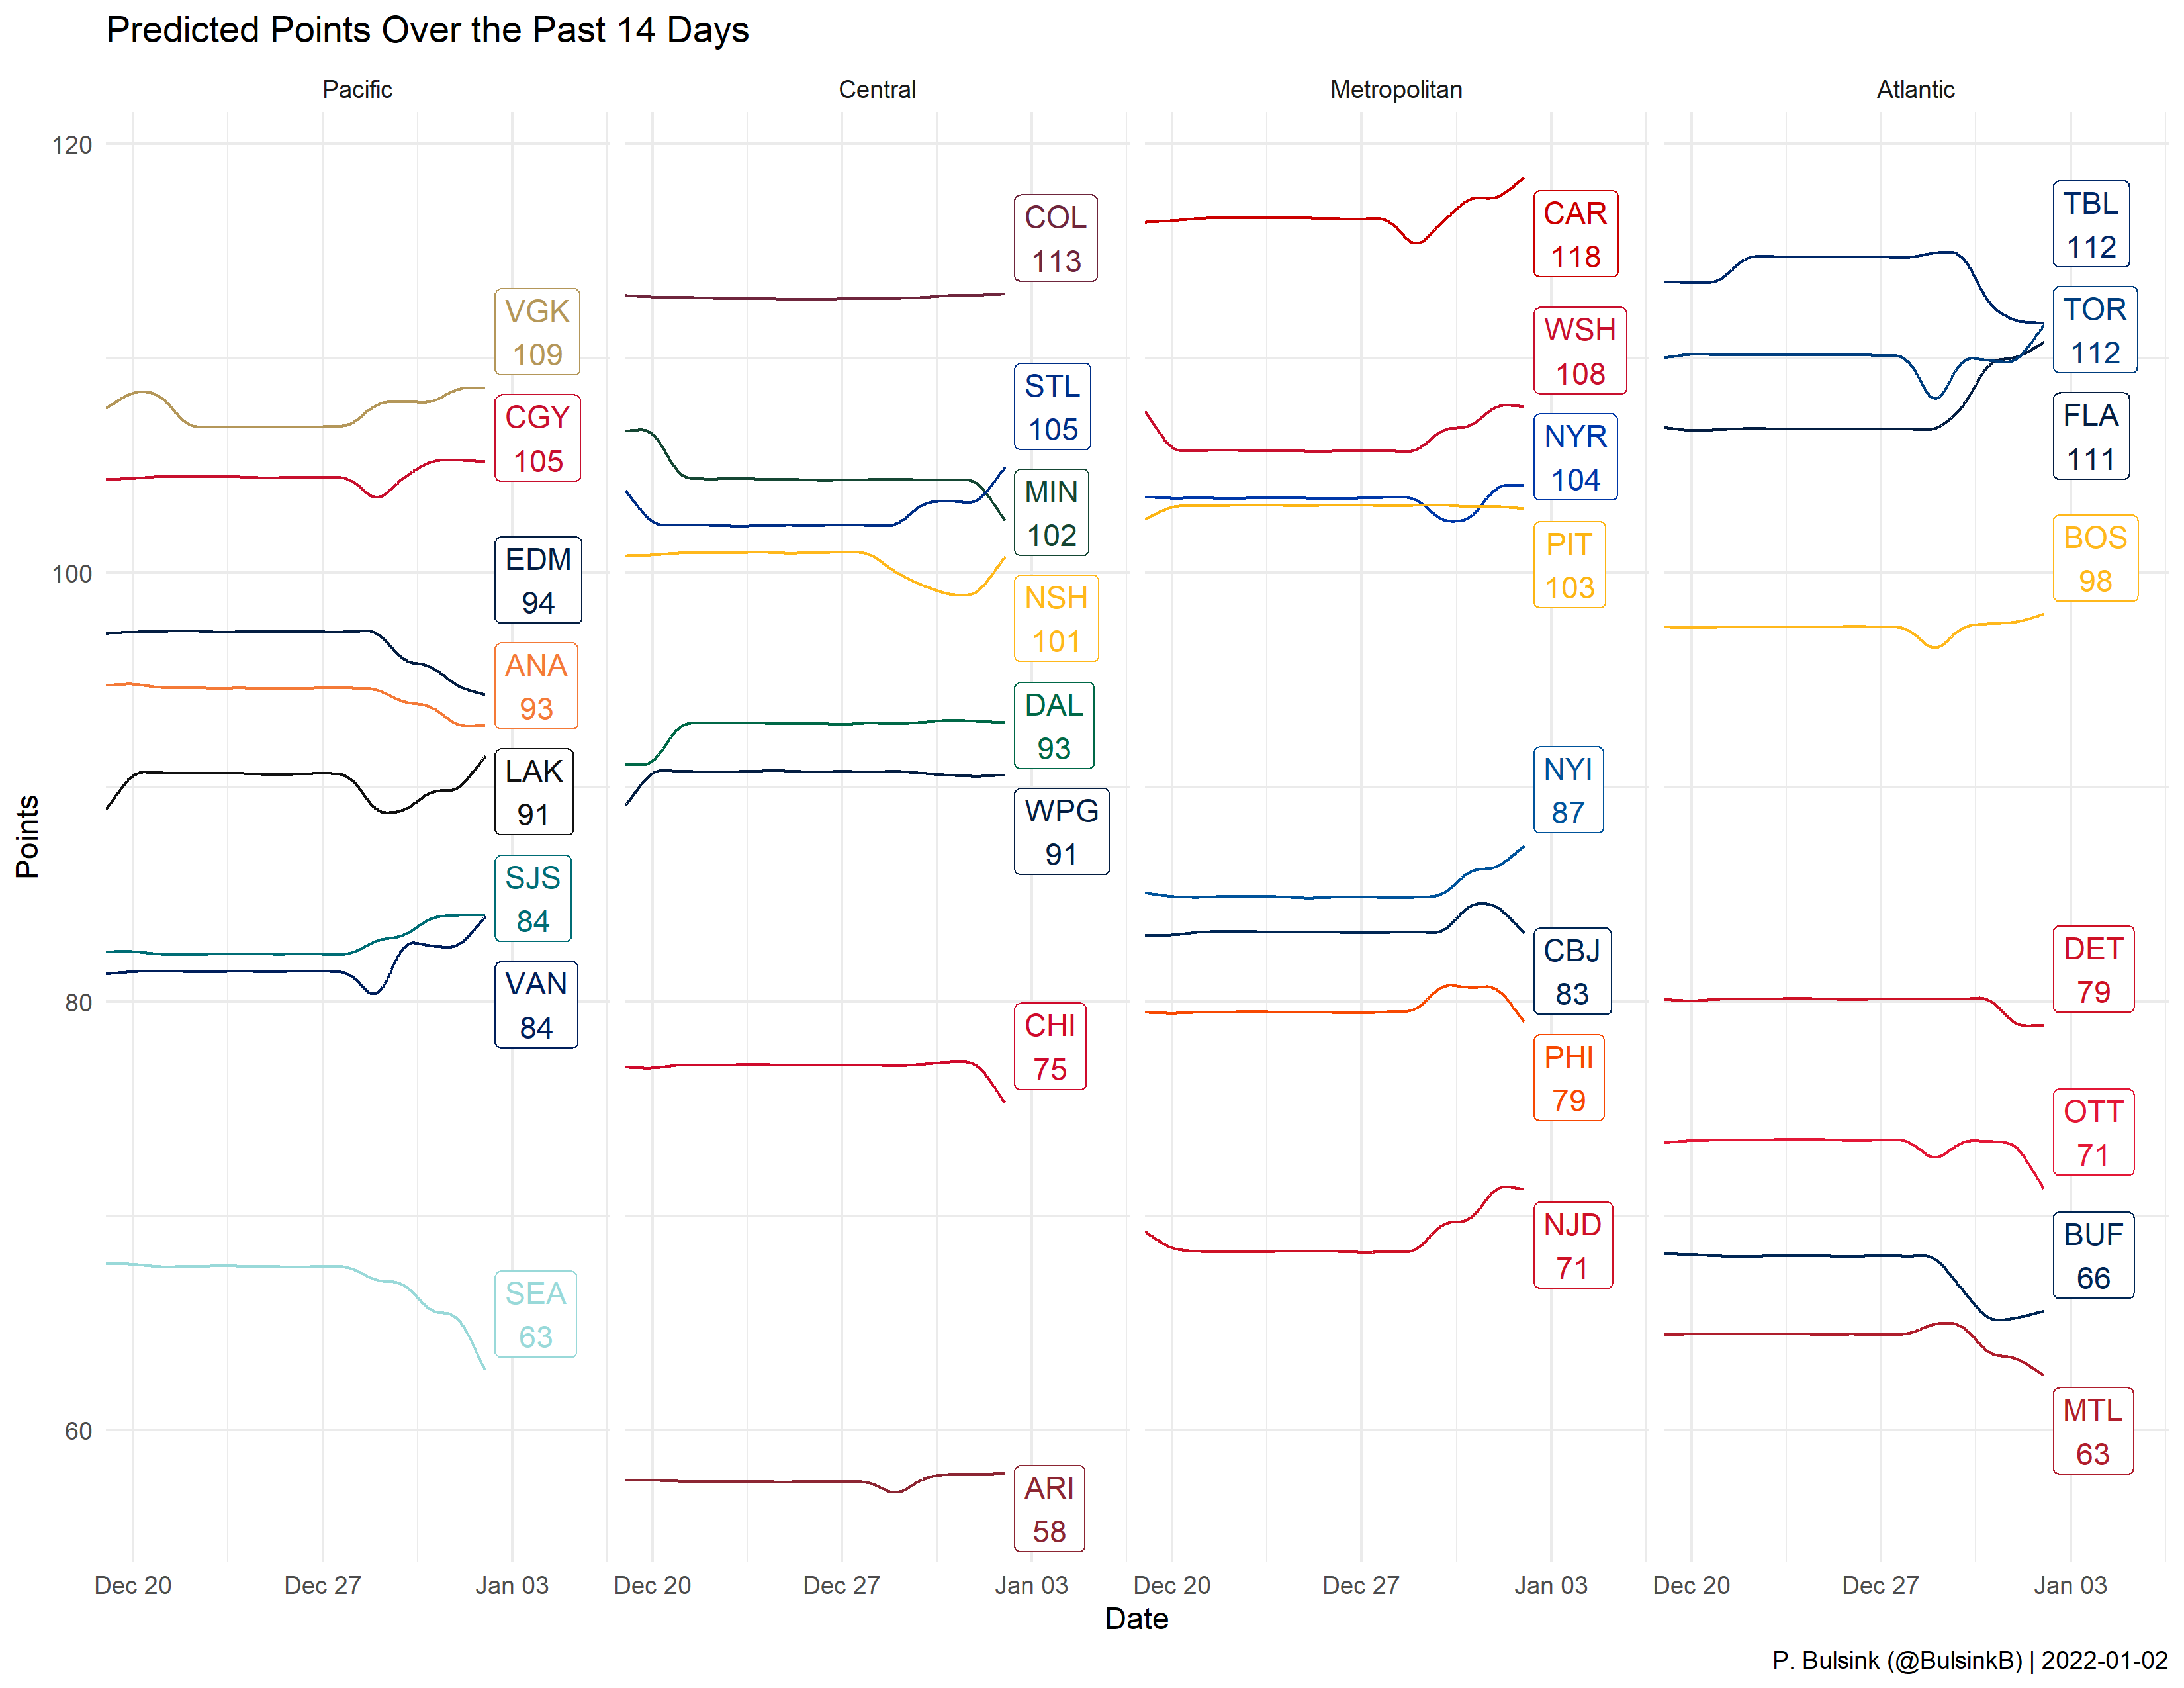 Predicted Points Over the Past 14 Days
Pacific
Central
Metropolitan
Atlantic
Points
120
100
80
60
VGK
109
CGY
105
EDM
94
ANA
93
LAK
91
SJS
84
VAN
84
SEA
63
COL
113
STL
105
MIN
102
NSH
101
DAL
93
WPG
91
CHI
75
ARI
58
CAR
118
WSH
108
NYR
104
PIT
103
NYI
87
CBJ
83
PHI
79
NJD
71
TBL
112
TOR
112
FLA
111
BOS
98
DET
79
OTT
71
BUF
66
MTL
63
Dec 20 Dec 27 Jan 03 Dec 20 Dec 27 Jan 03 Dec 20 Dec 27 Jan 03 Dec 20 Dec 27 Jan 03
Date
P. Bulsink (@BulsinkB) | 2022-01-02